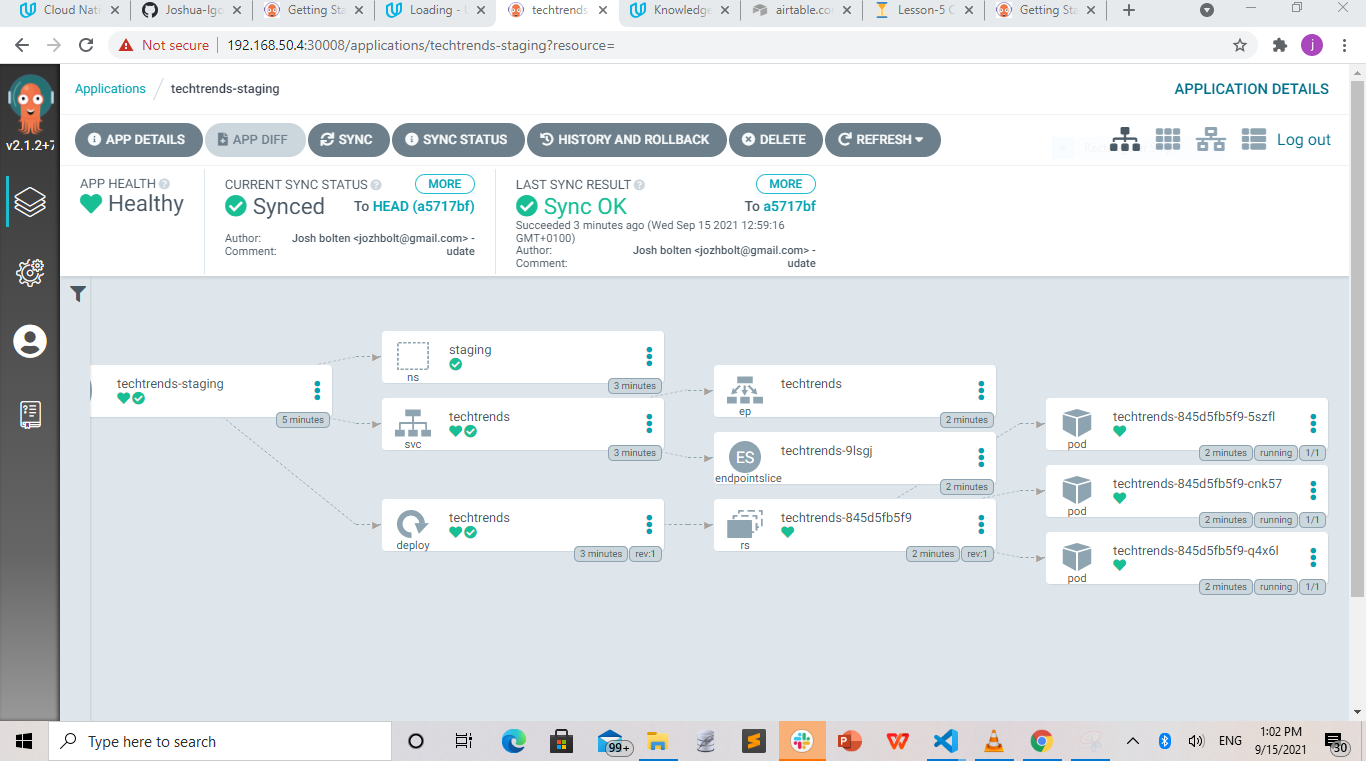 Cloud Nati
Joshua-Igo
Getting Sta
Loading - U
techtrends
Knowledge
airtable.co
Lesson-5 C
Getting Sta
Not secure
192.168.50.4:30008/applications/techtrends-staging?resource=
j
v2.1.2+7
Applications / techtrends-staging
APPLICATION DETAILS
APP DETAILS
APP DIFF
SYNC
SYNC STATUS
HISTORY AND ROLLBACK
DELETE
REFRESH
Log out
APP HEALTH
Healthy
CURRENT SYNC STATUS
MORE
Synced
To HEAD (a5717bf)
Author: Josh bolten <jozhbolt@gmail.com> -
Comment: udate
LAST SYNC RESULT
MORE
Sync OK
To a5717bf
Succeeded 3 minutes ago (Wed Sep 15 2021 12:59:16
GMT+0100)
Author: Josh bolten <jozhbolt@gmail.com> -
Comment: udate
techtrends-staging
5 minutes
staging
ns
3 minutes
techtrends
svc
3 minutes
techtrends
deploy
3 minutes
rev:1
techtrends
ep
2 minutes
ES
techtrends-9lsgj
endpointslice
2 minutes
techtrends-845d5fb5f9
rs
2 minutes
rev:1
techtrends-845d5fb5f9-5szfl
pod
2 minutes
running
1/1
techtrends-845d5fb5f9-cnk57
pod
2 minutes
running
1/1
techtrends-845d5fb5f9-q4x6l
pod
2 minutes
running
1/1
Type here to search
99+
ENG
1:02 PM
9/15/2021
30